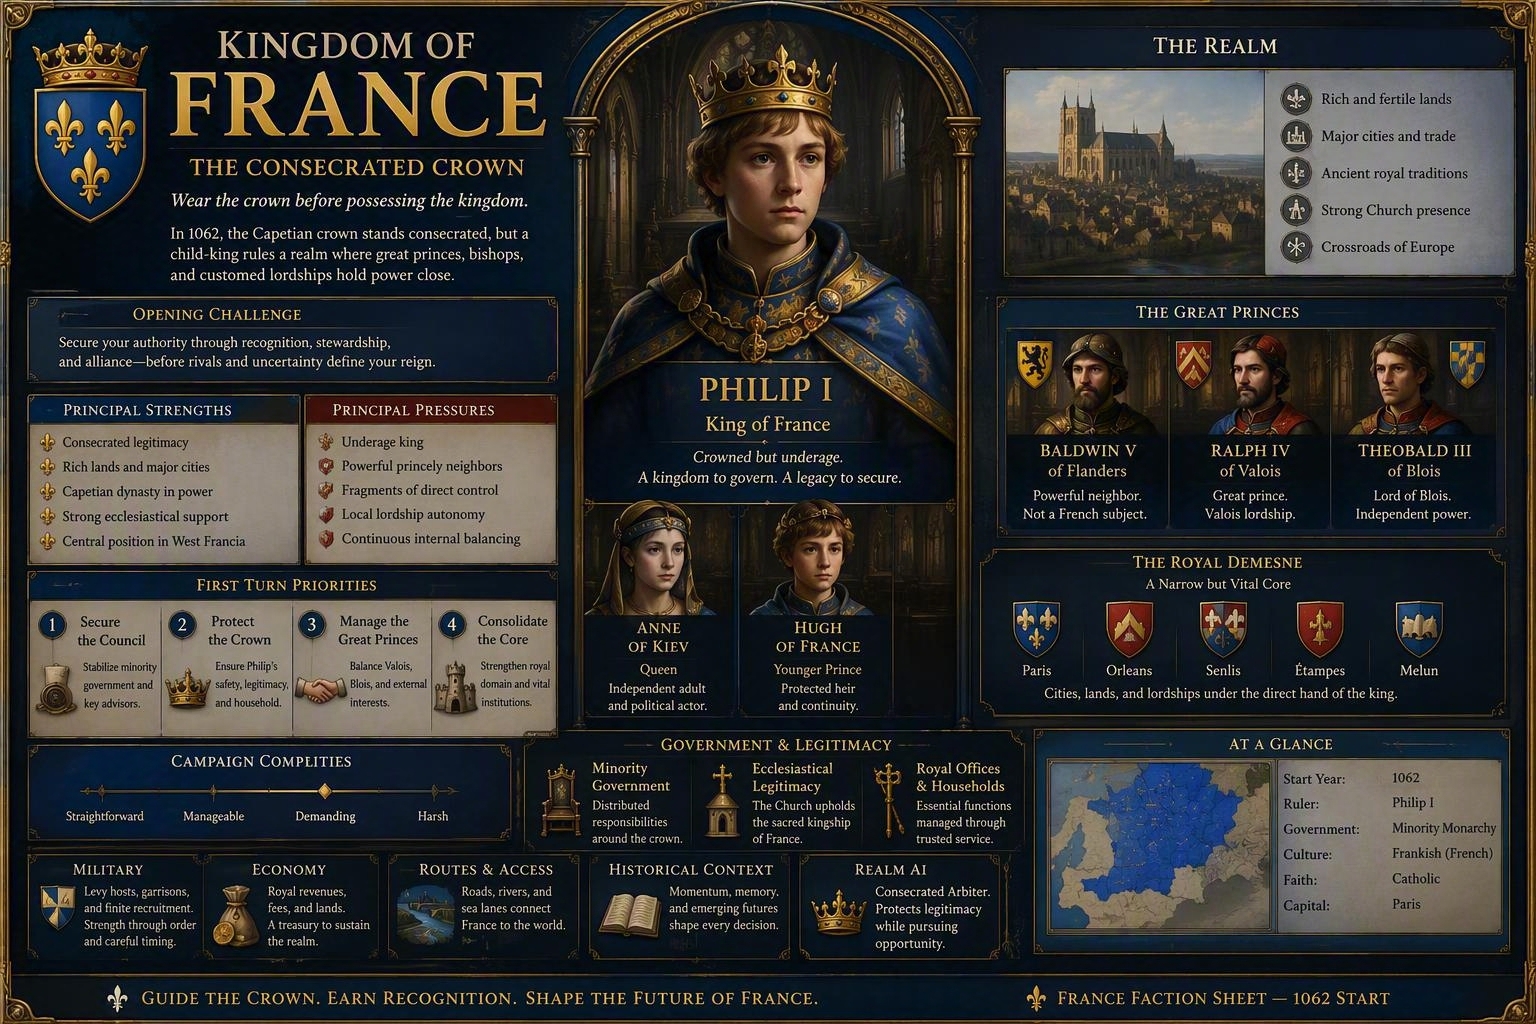 KINGDOM OF
FRANCE
THE CONSECRATED CROWN
Wear the crown before possessing the kingdom.
In 1062, the Capetian crown stands consecrated, but a
child-king rules a realm where great princes, bishops,
and customed lordships hold power close.
OPENING CHALLENGE
Secure your authority through recognition, stewardship,
and alliance—before rivals and uncertainty define your reign.
PRINCIPAL STRENGTHS
Consecrated legitimacy
Rich lands and major cities
Capetian dynasty in power
Strong ecclesiastical support
Central position in West Francia
PRINCIPAL PRESSURES
Underage king
Powerful princely neighbors
Fragments of direct control
Local lordship autonomy
Continuous internal balancing
FIRST TURN PRIORITIES
1
Secure
the Council
Stabilize minority
government and
key advisors.
2
Protect
the Crown
Ensure Philip's
safety, legitimacy,
and household.
3
Manage the
Great Princes
Balance Valois,
Blois, and external
interests.
4
Consolidate
the Core
Strengthen royal
domain and vital
institutions.
CAMPAIGN COMPLITIES
Straightforward
Manageable
Demanding
Harsh
PHILIP I
King of France
Crowned but underage.
A kingdom to govern. A legacy to secure.
ANNE
OF KIEV
Queen
Independent adult
and political actor.
HUGH
OF FRANCE
Younger Prince
Protected heir
and continuity.
THE REALM
Rich and fertile lands
Major cities and trade
Ancient royal traditions
Strong Church presence
Crossroads of Europe
THE GREAT PRINCES
BALDWIN V
of Flanders
Powerful neighbor.
Not a French subject.
RALPH IV
of Valois
Great prince.
Valois lordship.
THEOBALD III
of Blois
Lord of Blois.
Independent power.
THE ROYAL DEMESNE
A Narrow but Vital Core
Paris
Orleans
Senlis
Étampes
Melun
Cities, lands, and lordships under the direct hand of the king.
GOVERNMENT & LEGITIMACY
Minority
Government
Distributed
responsibilities
around the crown.
Ecclesiastical
Legitimacy
The Church upholds
the sacred kingship
of France.
Royal Offices
& Households
Essential functions
managed through
trusted service.
AT A GLANCE
Start Year: 1062
Ruler: Philip I
Government: Minority Monarchy
Culture: Frankish (French)
Faith: Catholic
Capital: Paris
MILITARY
Levy hosts, garrisons,
and finite recruitment.
Strength through order
and careful timing.
ECONOMY
Royal revenues,
fees, and lands.
A treasury to sustain
the realm.
ROUTES & ACCESS
Roads, rivers, and
sea lanes connect
France to the world.
HISTORICAL CONTEXT
Momentum, memory.
and emerging futures
shape every decision.
REALM AI
Consecrated Arbiter.
Protects legitimacy
while pursuing
opportunity.
GUIDE THE CROWN. EARN RECOGNITION. SHAPE THE FUTURE OF FRANCE.
FRANCE FACTION SHEET — 1062 START